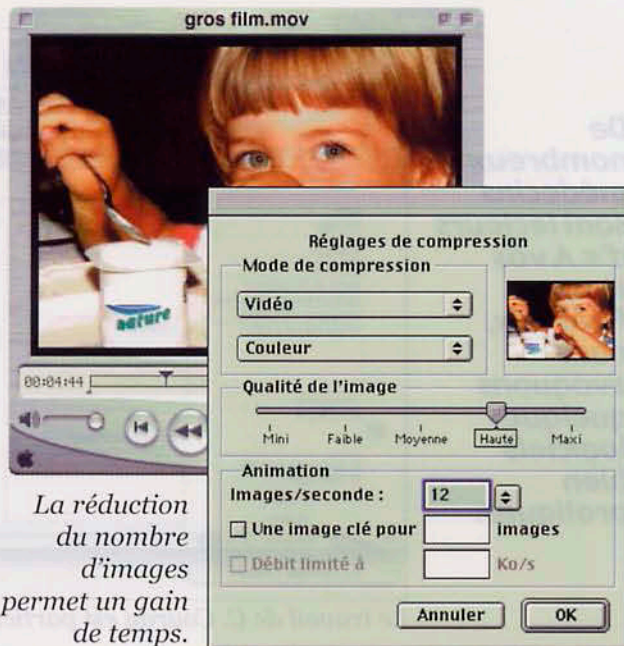 gros film.mov
nature
00:04:44
Réglages de compression
Mode de compression
Vidéo
Couleur
Qualité de l'image
Mini Faible Moyenne Haute Maxi
Animation
Images/seconde : 12
Une image clé pour images
Débit limité à Ko/s
Annuler OK
La réduction
du nombre
d'images
permet un gain
de temps.